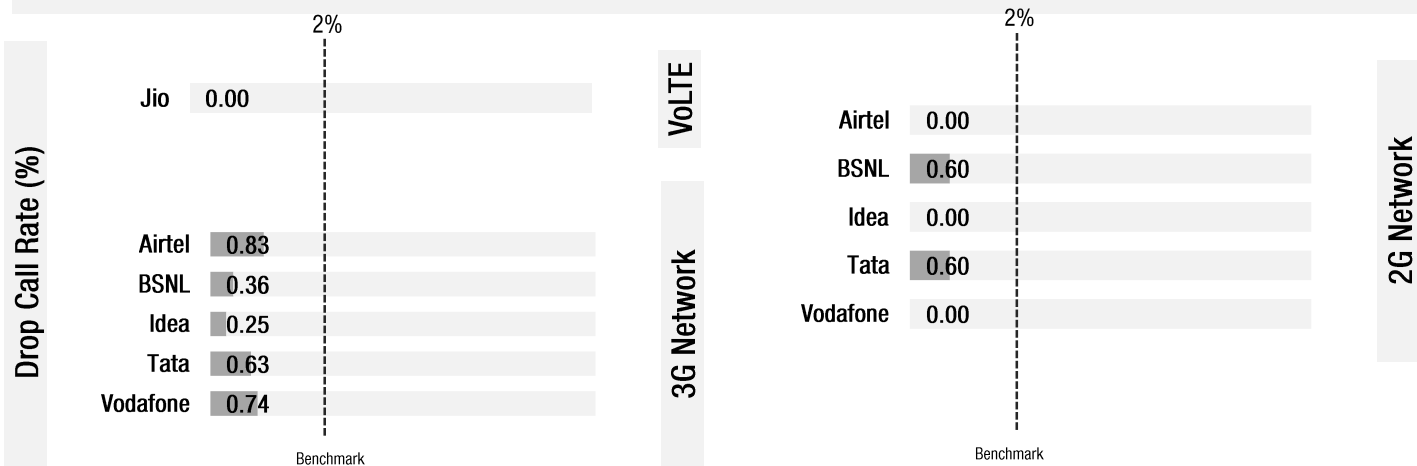 2%
Drop Call Rate (%)
Jio 0.00
VoLTE
Airtel 0.83
BSNL 0.36
Idea 0.25
Tata 0.63
Vodafone 0.74
3G Network
Benchmark
2%
Airtel 0.00
BSNL 0.60
Idea 0.00
Tata 0.60
Vodafone 0.00
2G Network
Benchmark